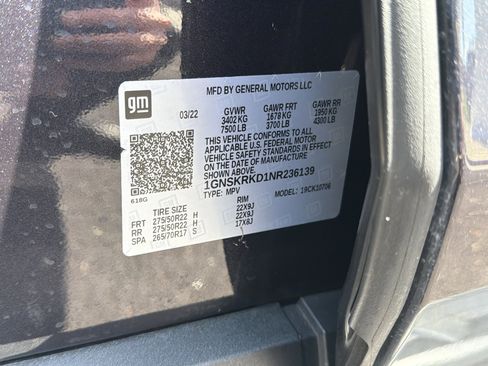 gm
MFD BY GENERAL MOTORS LLC
03/22 GVWR GAWR FRT GAWR RR
3402 KG 1678 KG 1950 KG
7500 LB 3700 LB 4300 LB
THIS VEHICLE CONFORMS TO ALL
APPLICABLE U.S. FEDERAL MOTOR
VEHICLE SAFETY STANDARDS IN EFFECT
ON THE DATE OF MANUFACTURE SHOWN ABOVE.
1GNSKRKD1NR236139
618G TYPE: MPV MODEL: 19CK10706
TIRE SIZE RIM
FRT 275/50R22 H 22X9J
RR 275/50R22 H 22X9J
SPA 265/70R17 S 17X8J